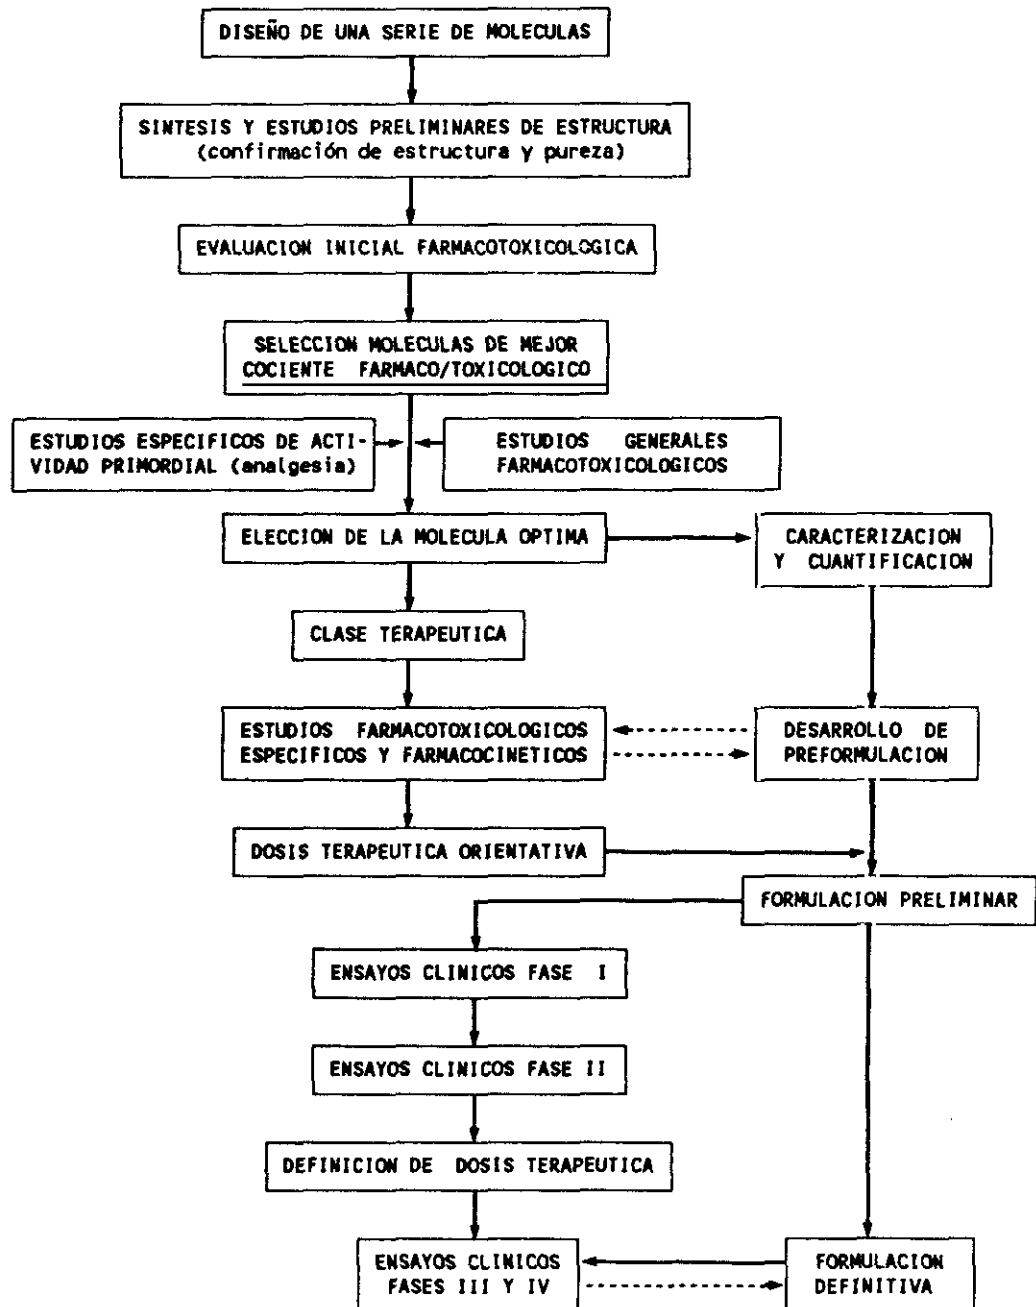 DISEÑO DE UNA SERIE DE MOLECULAS
SINTESIS Y ESTUDIOS PRELIMINARES DE ESTRUCTURA
(confirmación de estructura y pureza)
EVALUACION INICIAL FARMACOTOXICOLOGICA
SELECCION MOLECULAS DE MEJOR
COCIENTE FARMACO/TOXICOLOGICO
ESTUDIOS ESPECIFICOS DE ACTI-
VIDAD PRIMORDIAL (analgesia)
ESTUDIOS GENERALES
FARMACOTOXICOLOGICOS
ELECCION DE LA MOLECULA OPTIMA
CARACTERIZACION
Y CUANTIFICACION
CLASE TERAPEUTICA
ESTUDIOS FARMACOTOXICOLOGICOS
ESPECIFICOS Y FARMACOCINETICOS
DESARROLLO DE
PREFORMULACION
DOSIS TERAPEUTICA ORIENTATIVA
FORMULACION PRELIMINAR
ENSAYOS CLINICOS FASE I
ENSAYOS CLINICOS FASE II
DEFINICION DE DOSIS TERAPEUTICA
ENSAYOS CLINICOS
FASES III Y IV
FORMULACION
DEFINITIVA